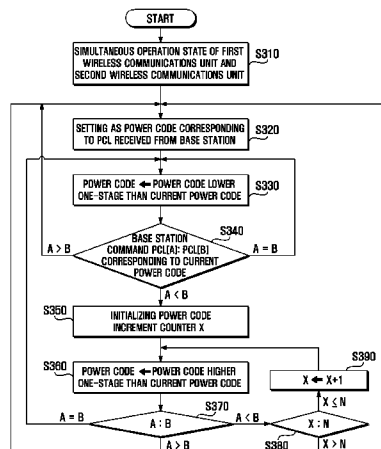 START
SIMULTANEOUS OPERATION STATE OF FIRST
WIRELESS COMMUNICATIONS UNIT AND
SECOND WIRELESS COMMUNICATIONS UNIT
S310
SETTING AS POWER CODE CORRESPONDING
TO PCL RECEIVED FROM BASE STATION
S320
POWER CODE ← POWER CODE LOWER
ONE-STAGE THAN CURRENT POWER CODE
S330
BASE STATION
COMMAND PCL[A]: PCL[B]
CORRESPONDING TO CURRENT
POWER CODE
S340
A > B
A = B
A < B
S350
INITIALIZING POWER CODE
INCREMENT COUNTER X
S360
POWER CODE ← POWER CODE HIGHER
ONE-STAGE THAN CURRENT POWER CODE
S390
X ← X+1
A = B
A : B
S370
A < B
X ≤ N
X : N
A > B
S380
X > N